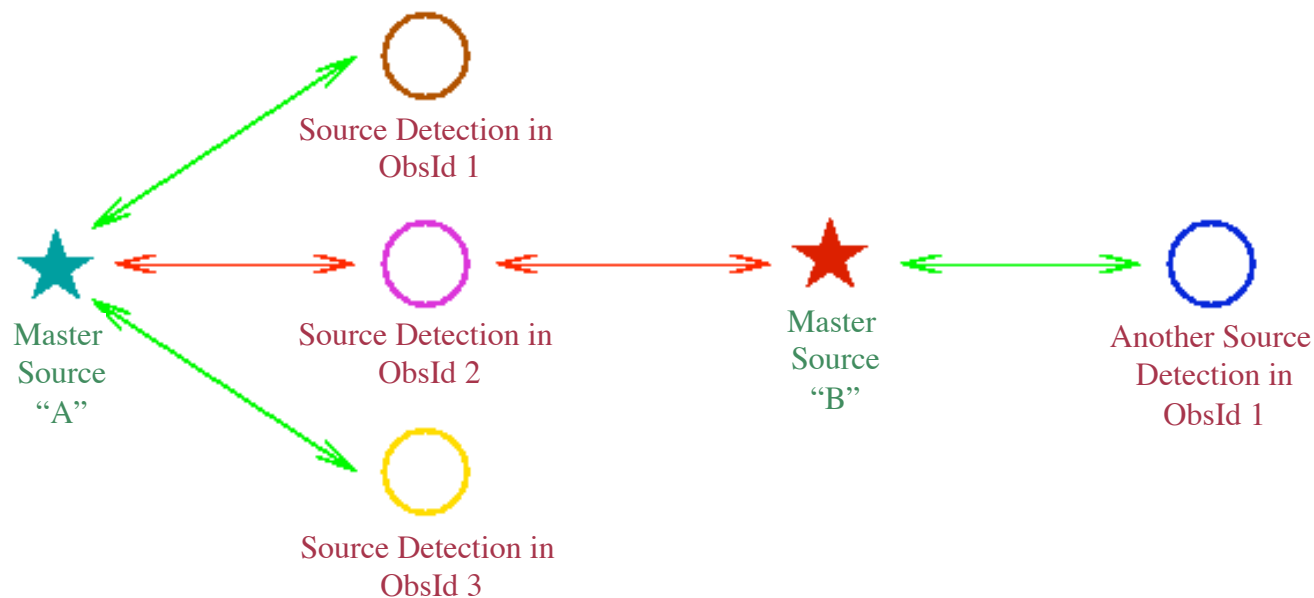 Source Detection in
ObsId 1
Master
Source
“A”
Source Detection in
ObsId 2
Master
Source
“B”
Another Source
Detection in
ObsId 1
Source Detection in
ObsId 3